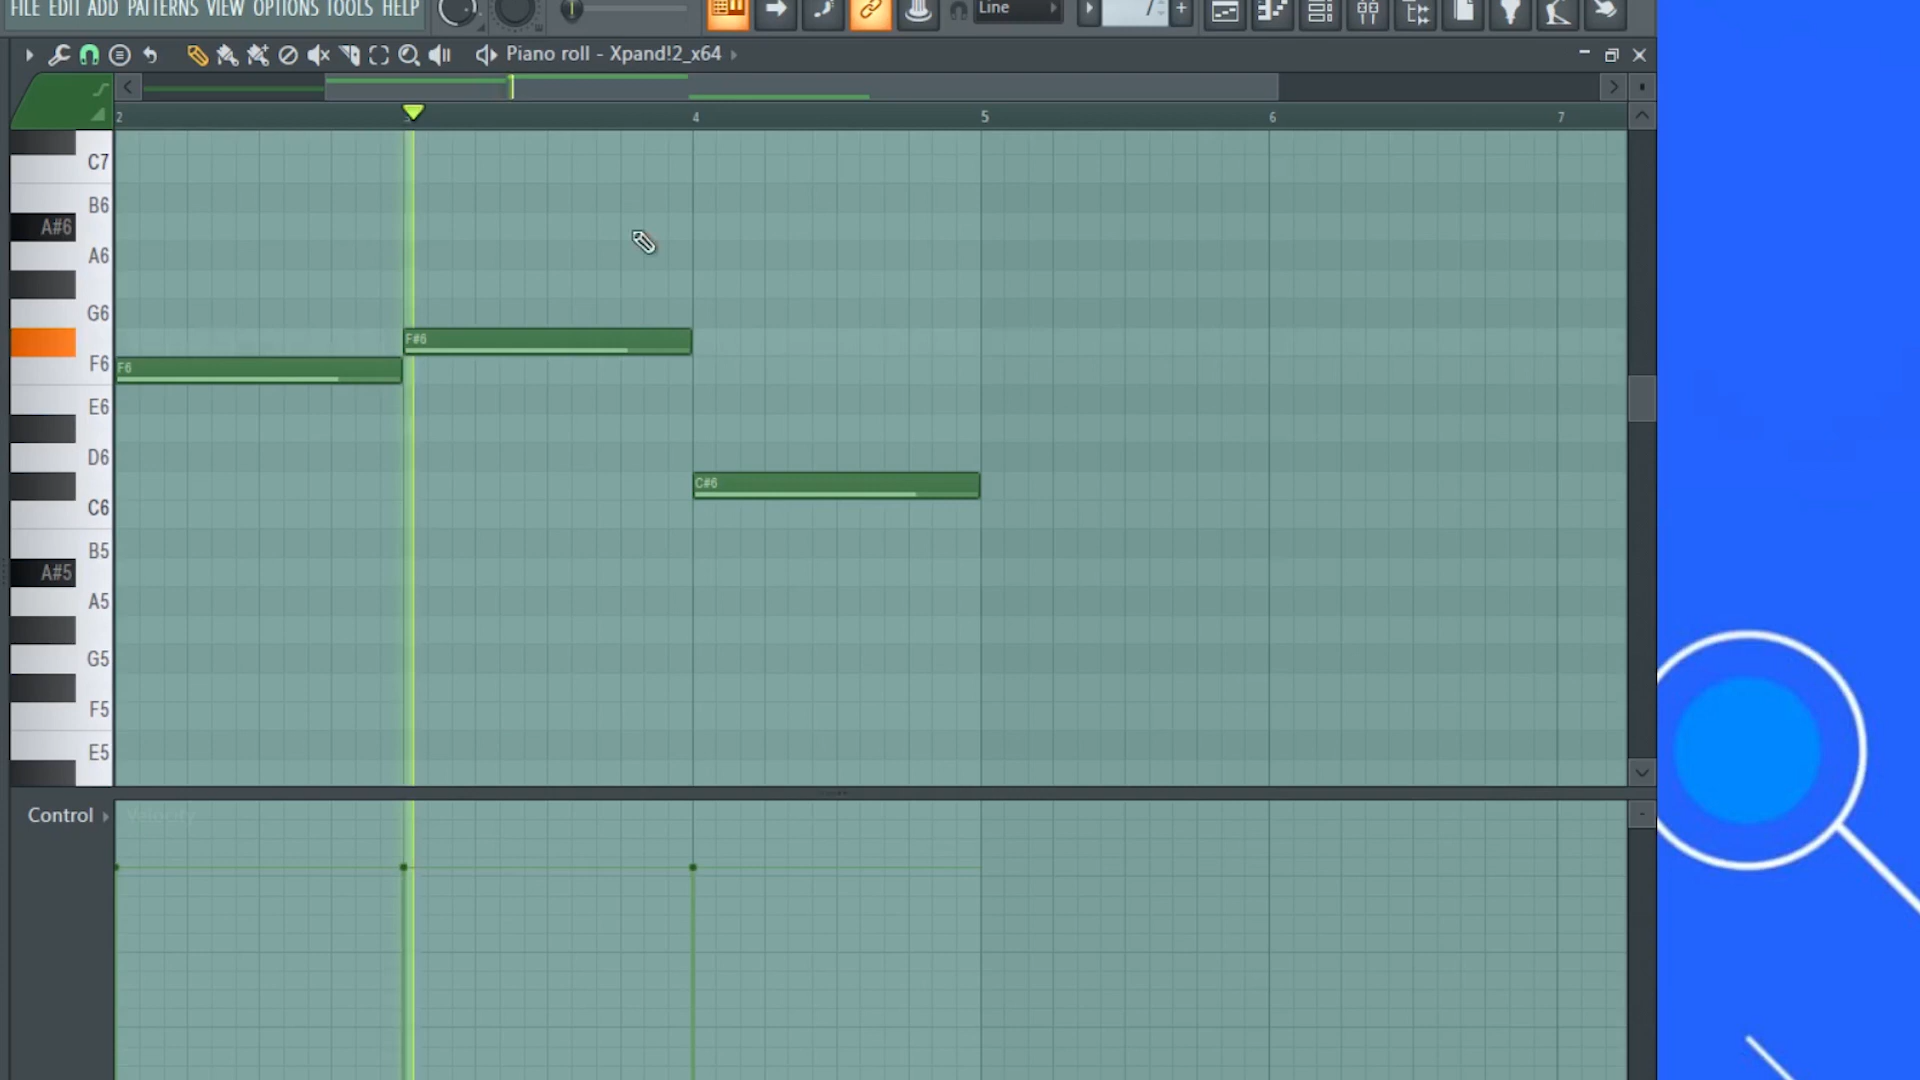 FILE EDIT ADD PATTERNS VIEW OPTIONS TOOLS HELP
Line
Piano roll - Xpand!2_x64
2
4
5
6
7
C7
B6
A#6
A6
G6
F#6
F6
F6
E6
D6
C#6
C6
B5
A#5
A5
G5
F5
E5
Control
Velocity